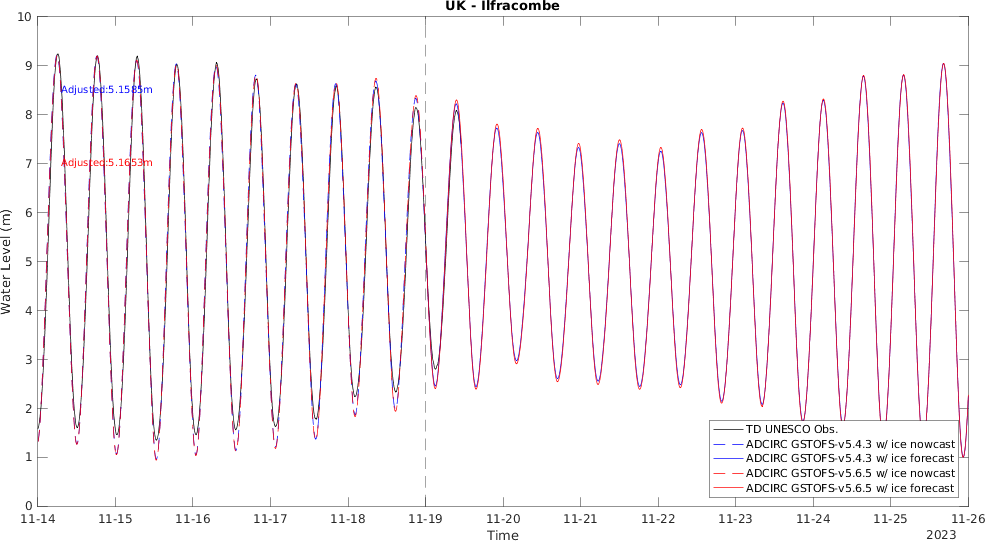 UK - Ilfracombe
10
9
8
7
6
5
4
3
2
1
0
Water Level (m)
Adjusted:5.1585m
Adjusted:5.1653m
TD UNESCO Obs.
ADCIRC GSTOFS-v5.4.3 w/ ice nowcast
ADCIRC GSTOFS-v5.4.3 w/ ice forecast
ADCIRC GSTOFS-v5.6.5 w/ ice nowcast
ADCIRC GSTOFS-v5.6.5 w/ ice forecast
11-14 11-15 11-16 11-17 11-18 11-19 11-20 11-21 11-22 11-23 11-24 11-25 11-26
Time
2023